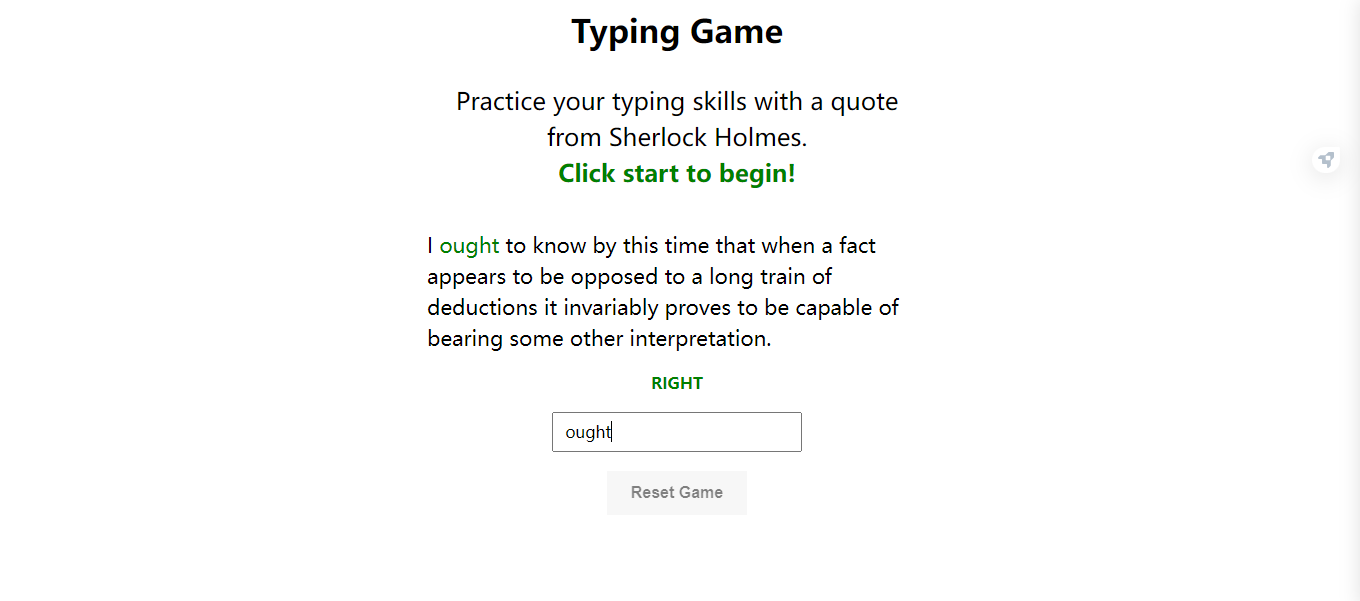 Typing Game
Practice your typing skills with a quote
from Sherlock Holmes.
Click start to begin!
I ought to know by this time that when a fact
appears to be opposed to a long train of
deductions it invariably proves to be capable of
bearing some other interpretation.
RIGHT
ought
Reset Game